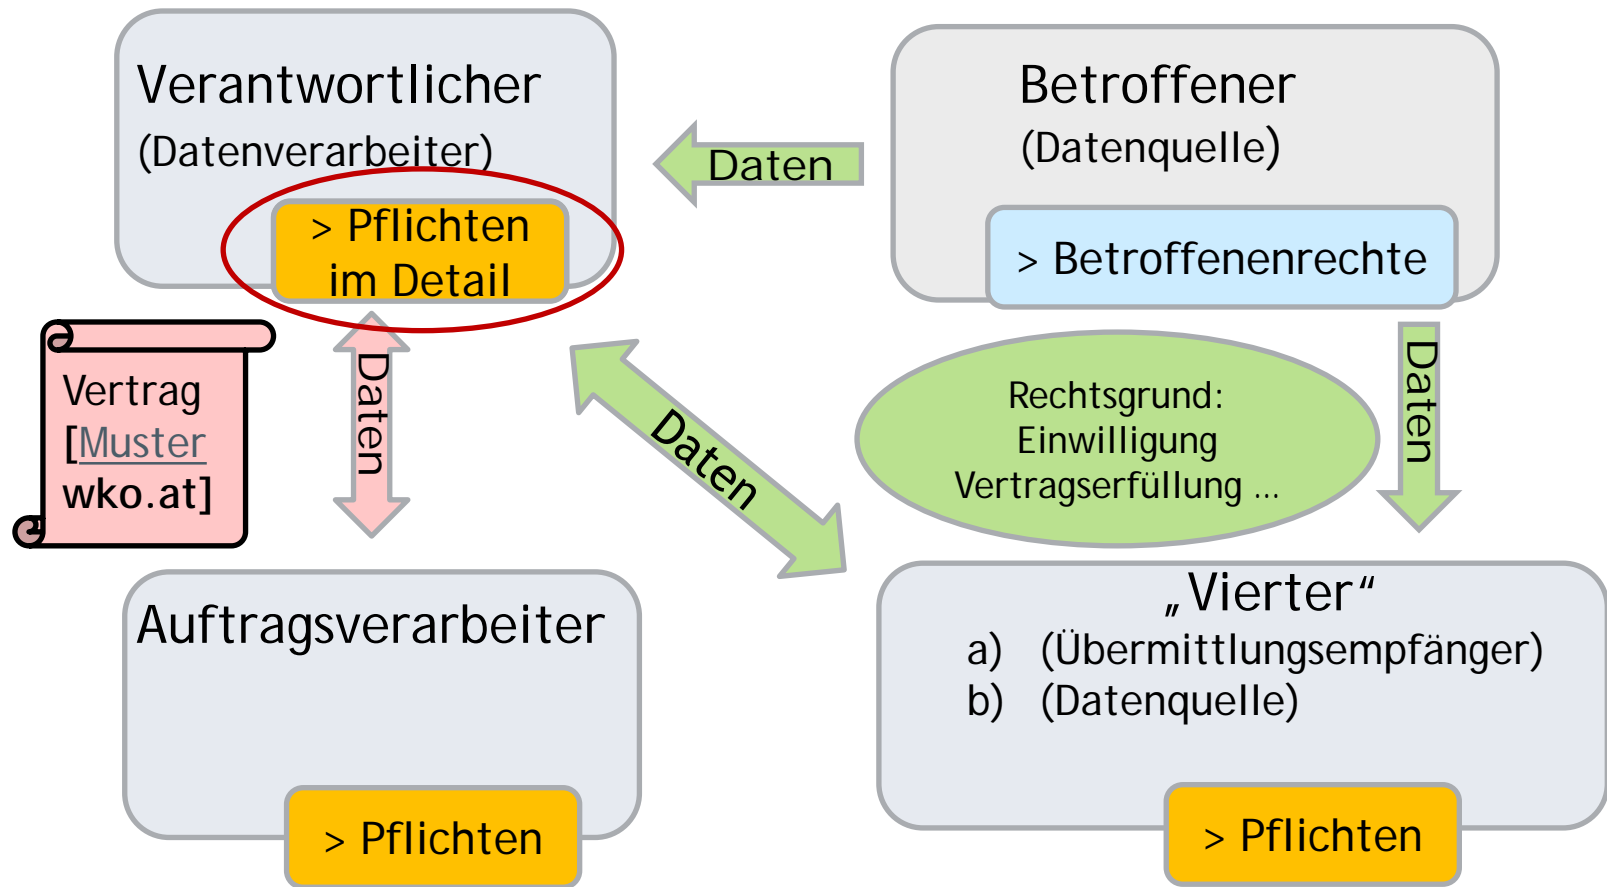 Verantwortlicher
(Datenverarbeiter)
> Pflichten
im Detail
Daten
Betroffener
(Datenquelle)
> Betroffenenrechte
Vertrag
[Muster
wko.at]
Daten
Daten
Rechtsgrund:
Einwilligung
Vertragserfüllung ...
Daten
Auftragsverarbeiter
> Pflichten
„Vierter“
a) (Übermittlungsempfänger)
b) (Datenquelle)
> Pflichten